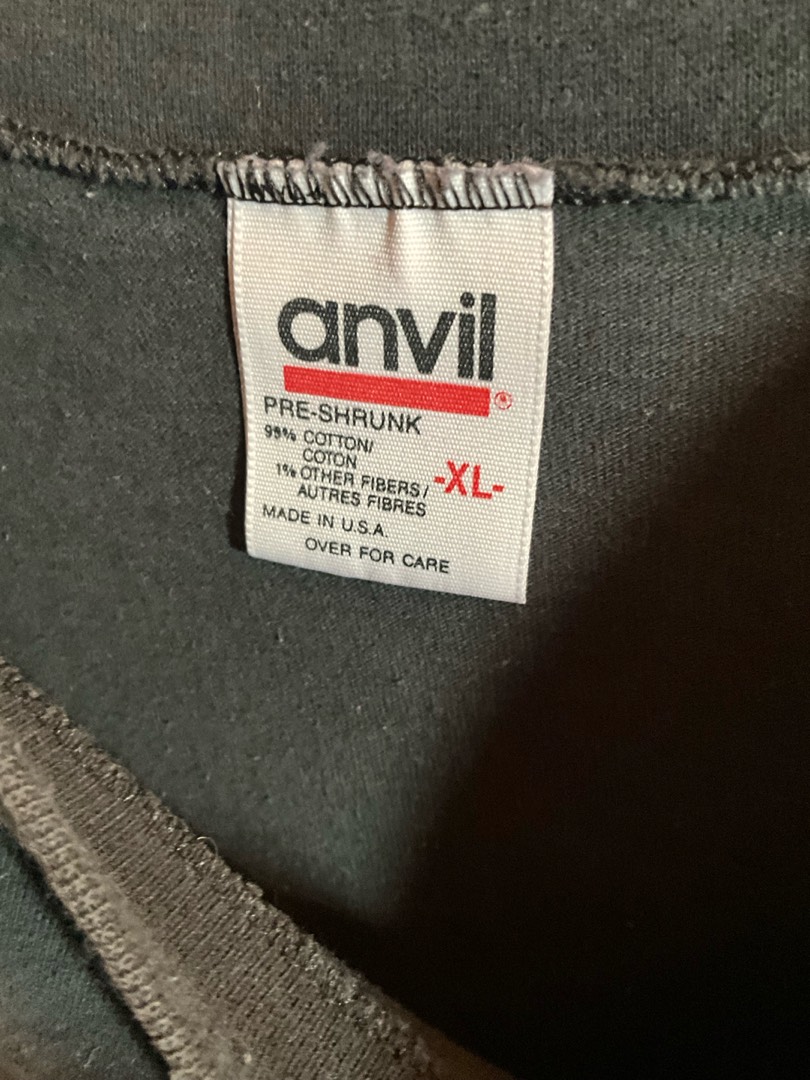 anvil®
PRE-SHRUNK
99% COTTON/
COTON
1% OTHER FIBERS/
AUTRES FIBRES
-XL-
MADE IN U.S.A.
OVER FOR CARE